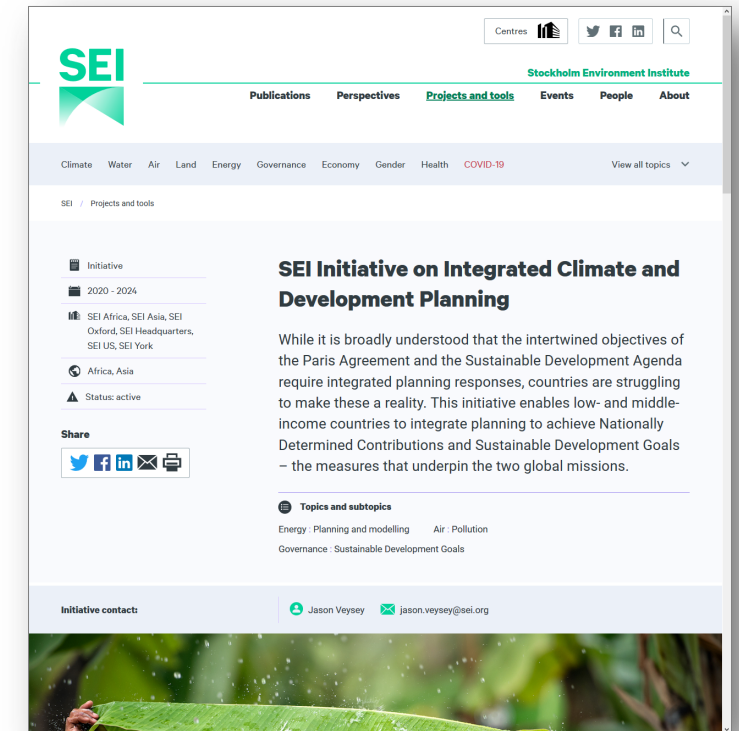 Centres
SEI
Stockholm Environment Institute
Publications Perspectives Projects and tools Events People About
Climate Water Air Land Energy Governance Economy Gender Health COVID-19 View all topics
SEI / Projects and tools
Initiative
2020 - 2024
SEI Africa, SEI Asia, SEI
Oxford, SEI Headquarters,
SEI US, SEI York
Africa, Asia
Status: active
Share
SEI Initiative on Integrated Climate and
Development Planning
While it is broadly understood that the intertwined objectives of
the Paris Agreement and the Sustainable Development Agenda
require integrated planning responses, countries are struggling
to make these a reality. This initiative enables low- and middle-
income countries to integrate planning to achieve Nationally
Determined Contributions and Sustainable Development Goals
– the measures that underpin the two global missions.
Topics and subtopics
Energy : Planning and modelling Air : Pollution
Governance : Sustainable Development Goals
Initiative contact: Jason Veysey jason.veysey@sei.org